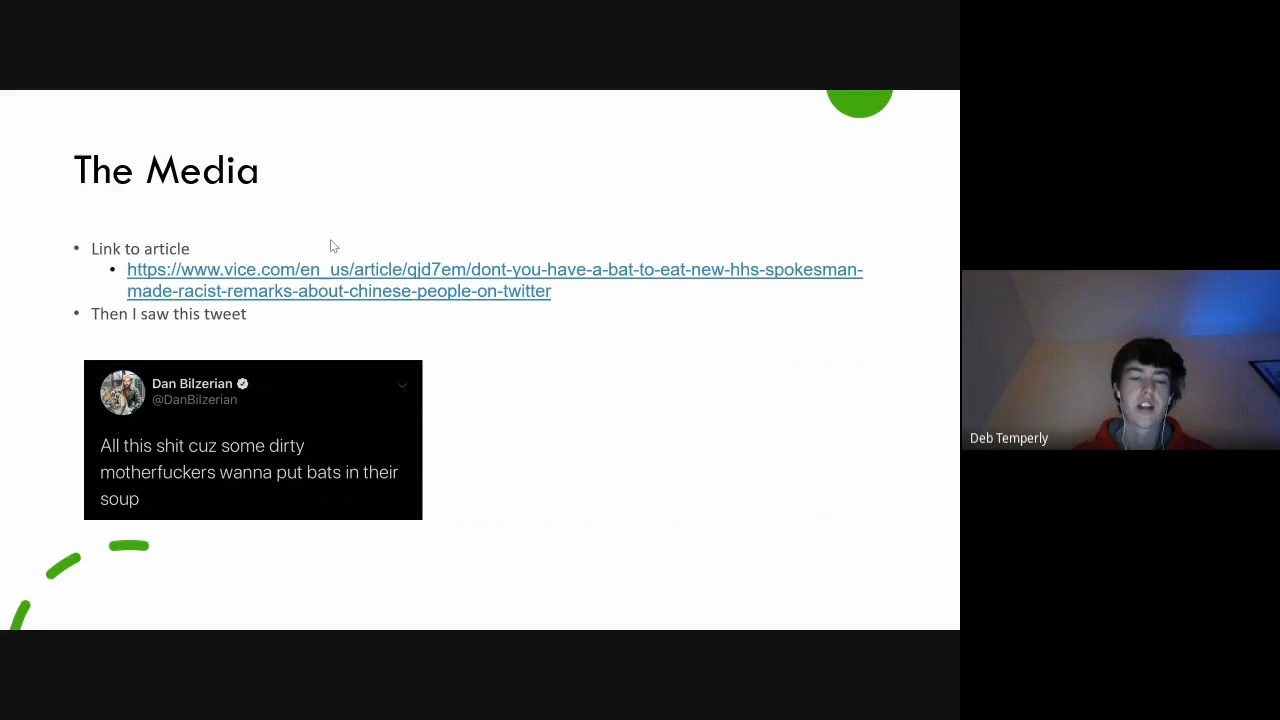 The Media
• Link to article
• https://www.vice.com/en_us/article/qjd7em/dont-you-have-a-bat-to-eat-new-hhs-spokesman-
made-racist-remarks-about-chinese-people-on-twitter
• Then I saw this tweet
Dan Bilzerian
@DanBilzerian
All this shit cuz some dirty
motherfuckers wanna put bats in their
soup
Deb Temperly